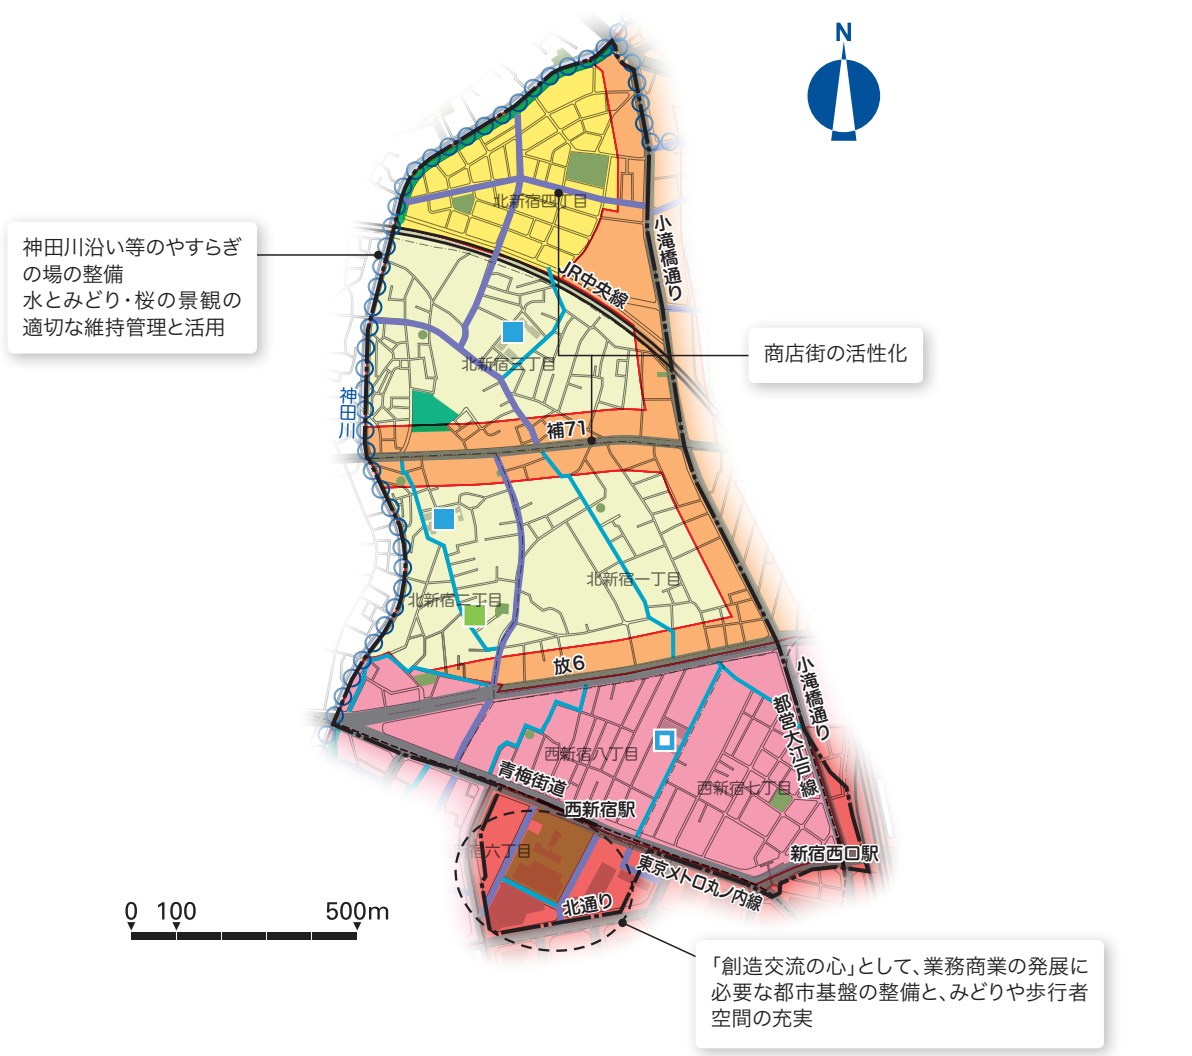 N
北新宿四丁目
小滝橋通り
神田川沿い等のやすらぎ
の場の整備
水とみどり・桜の景観の
適切な維持管理と活用
JR中央線
商店街の活性化
北新宿三丁目
神田川
補71
北新宿一丁目
北新宿二丁目
放6
小滝橋通り
都営大江戸線
西新宿八丁目
青梅街道
西新宿七丁目
西新宿駅
新宿西口駅
宿六丁目
東京メトロ丸ノ内線
北通り
0 100 500m
「創造交流の心」として、業務商業の発展に
必要な都市基盤の整備と、みどりや歩行者
空間の充実